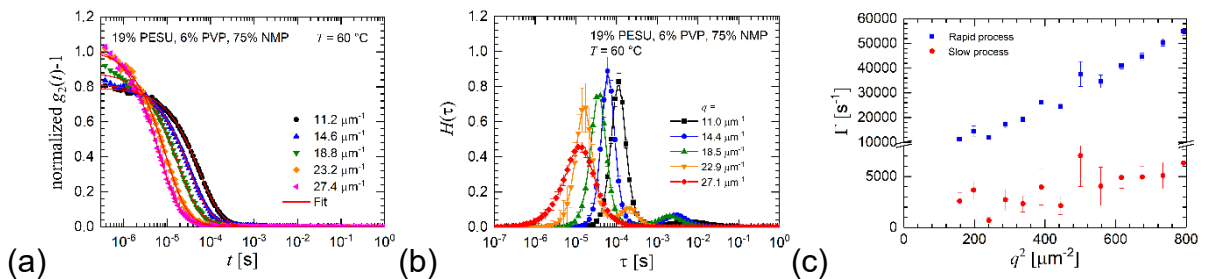 1.2
1.0
0.8
0.6
0.4
0.2
0.0
normalized g₂(t)-1
19% PESU, 6% PVP, 75% NMP T = 60 °C
11.2 μm⁻¹
14.6 μm⁻¹
18.8 μm⁻¹
23.2 μm⁻¹
27.4 μm⁻¹
Fit
10⁻⁶ 10⁻⁵ 10⁻⁴ 10⁻³ 10⁻² 10⁻¹ 10⁰
t [s]
(a)
1.2
1.0
0.8
0.6
0.4
0.2
0.0
H(τ)
19% PESU, 6% PVP, 75% NMP
T = 60 °C
q =
11.0 μm⁻¹
14.4 μm⁻¹
18.5 μm⁻¹
22.9 μm⁻¹
27.1 μm⁻¹
10⁻⁷ 10⁻⁶ 10⁻⁵ 10⁻⁴ 10⁻³ 10⁻² 10⁻¹ 10⁰
τ [s]
(b)
60000
50000
40000
30000
20000
10000
5000
0
Γ [s⁻¹]
Rapid process
Slow process
0 200 400 600 800
q² [μm⁻²]
(c)